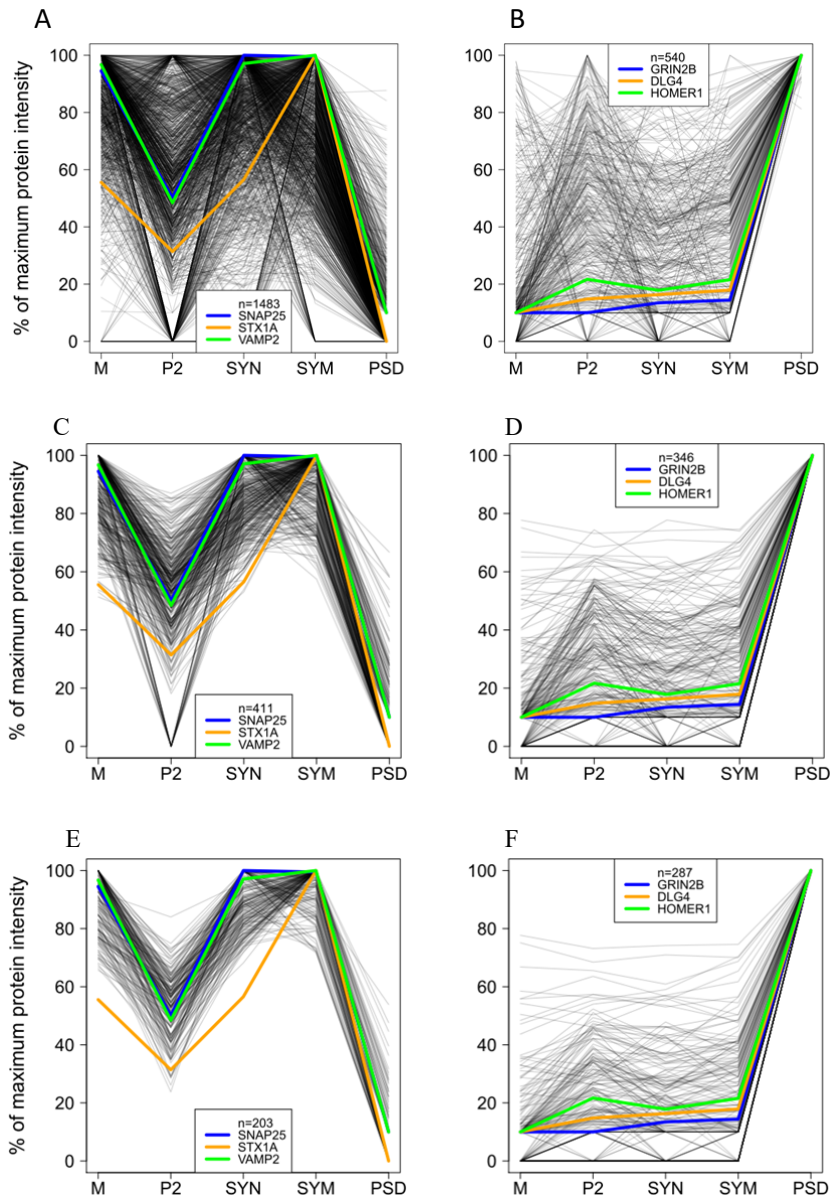 A
% of maximum protein intensity
100
80
60
40
20
0
n=1483
SNAP25
STX1A
VAMP2
M P2 SYN SYM PSD
B
100
80
60
40
20
0
n=540
GRIN2B
DLG4
HOMER1
M P2 SYN SYM PSD
C
% of maximum protein intensity
100
80
60
40
20
0
n=411
SNAP25
STX1A
VAMP2
M P2 SYN SYM PSD
D
100
80
60
40
20
0
n=346
GRIN2B
DLG4
HOMER1
M P2 SYN SYM PSD
E
% of maximum protein intensity
100
80
60
40
20
0
n=203
SNAP25
STX1A
VAMP2
M P2 SYN SYM PSD
F
100
80
60
40
20
0
n=287
GRIN2B
DLG4
HOMER1
M P2 SYN SYM PSD